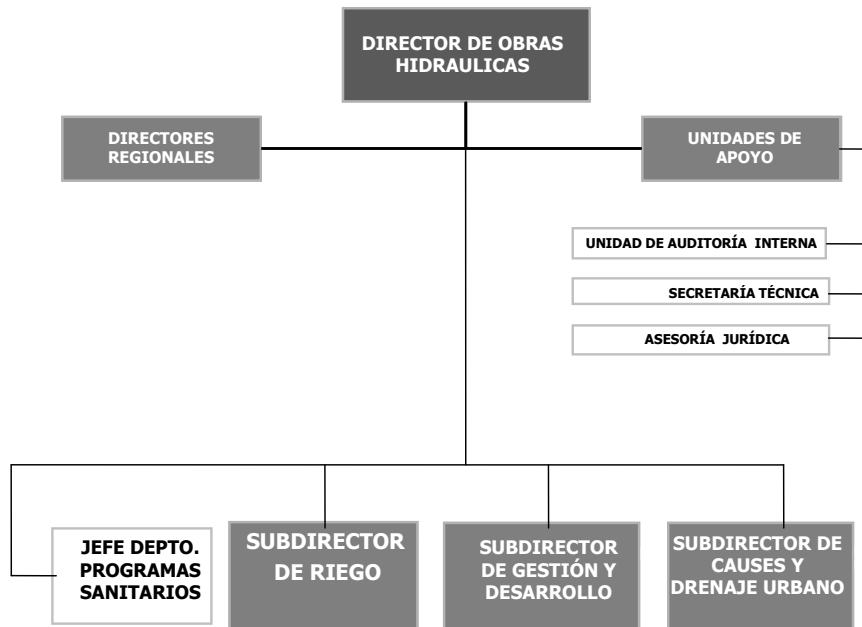 DIRECTOR DE OBRAS
HIDRAULICAS
DIRECTORES
REGIONALES
UNIDADES DE
APOYO
UNIDAD DE AUDITORÍA INTERNA
SECRETARÍA TÉCNICA
ASESORÍA JURÍDICA
JEFE DEPTO.
PROGRAMAS
SANITARIOS
SUBDIRECTOR
DE RIEGO
SUBDIRECTOR
DE GESTIÓN Y
DESARROLLO
SUBDIRECTOR DE
CAUSES Y
DRENAJE URBANO